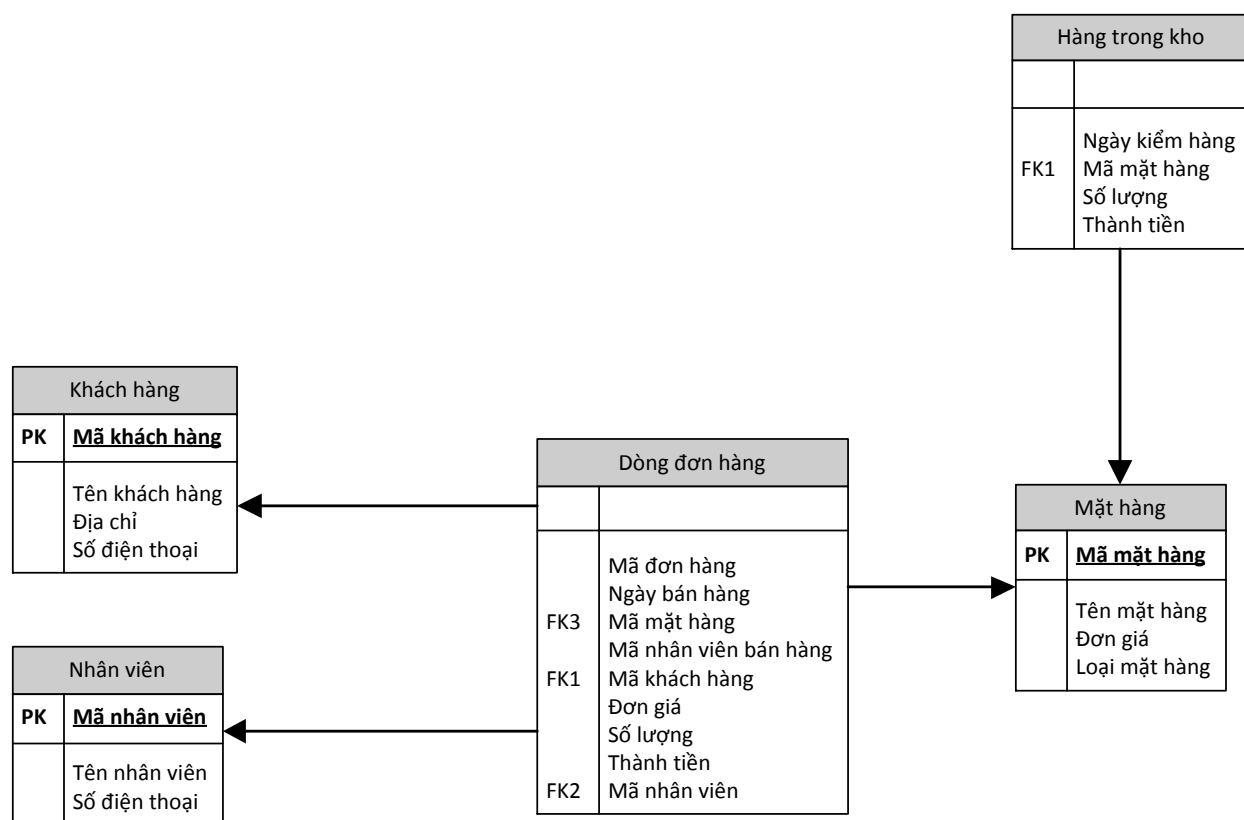 Hàng trong kho
Ngày kiểm hàng
FK1 Mã mặt hàng
Số lượng
Thành tiền
Khách hàng
PK Mã khách hàng
Tên khách hàng
Địa chỉ
Số điện thoại
Dòng đơn hàng
Mã đơn hàng
Ngày bán hàng
FK3 Mã mặt hàng
Mã nhân viên bán hàng
FK1 Mã khách hàng
Đơn giá
Số lượng
Thành tiền
FK2 Mã nhân viên
Mặt hàng
PK Mã mặt hàng
Tên mặt hàng
Đơn giá
Loại mặt hàng
Nhân viên
PK Mã nhân viên
Tên nhân viên
Số điện thoại